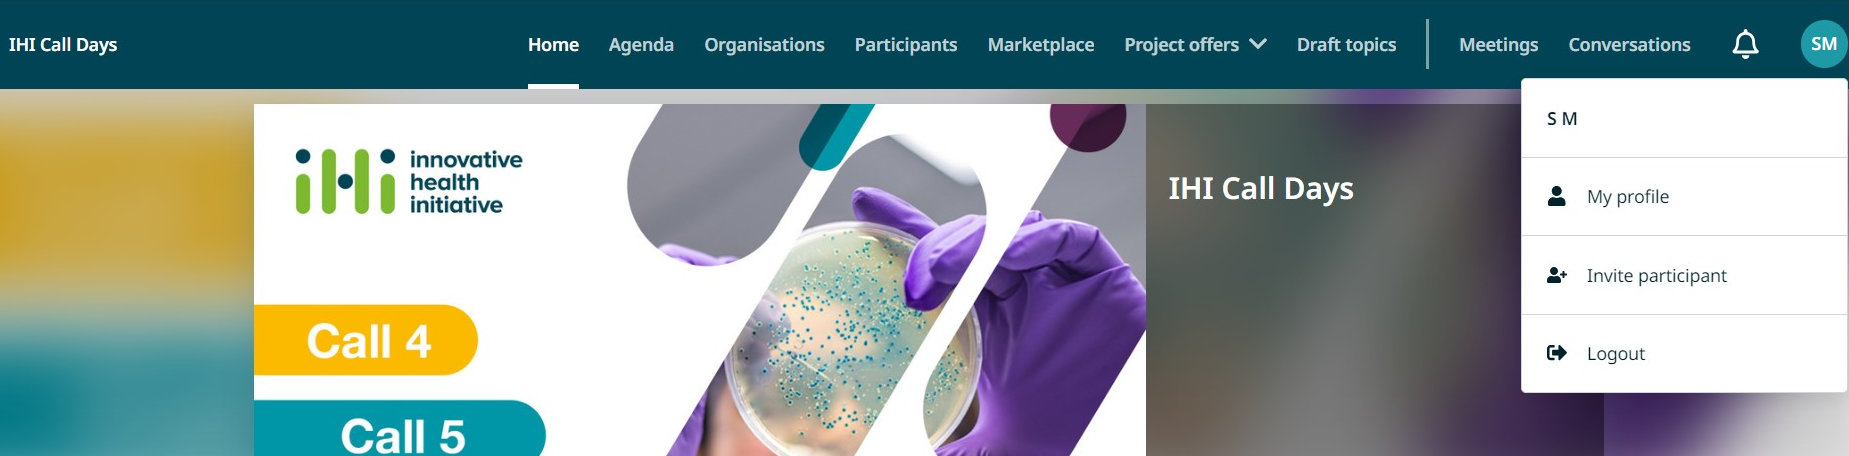 IHI Call Days
Home Agenda Organisations Participants Marketplace Project offers Draft topics Meetings Conversations SM
S M
My profile
Invite participant
Logout
innovative
health
initiative
iHi
IHI Call Days
Call 4
Call 5